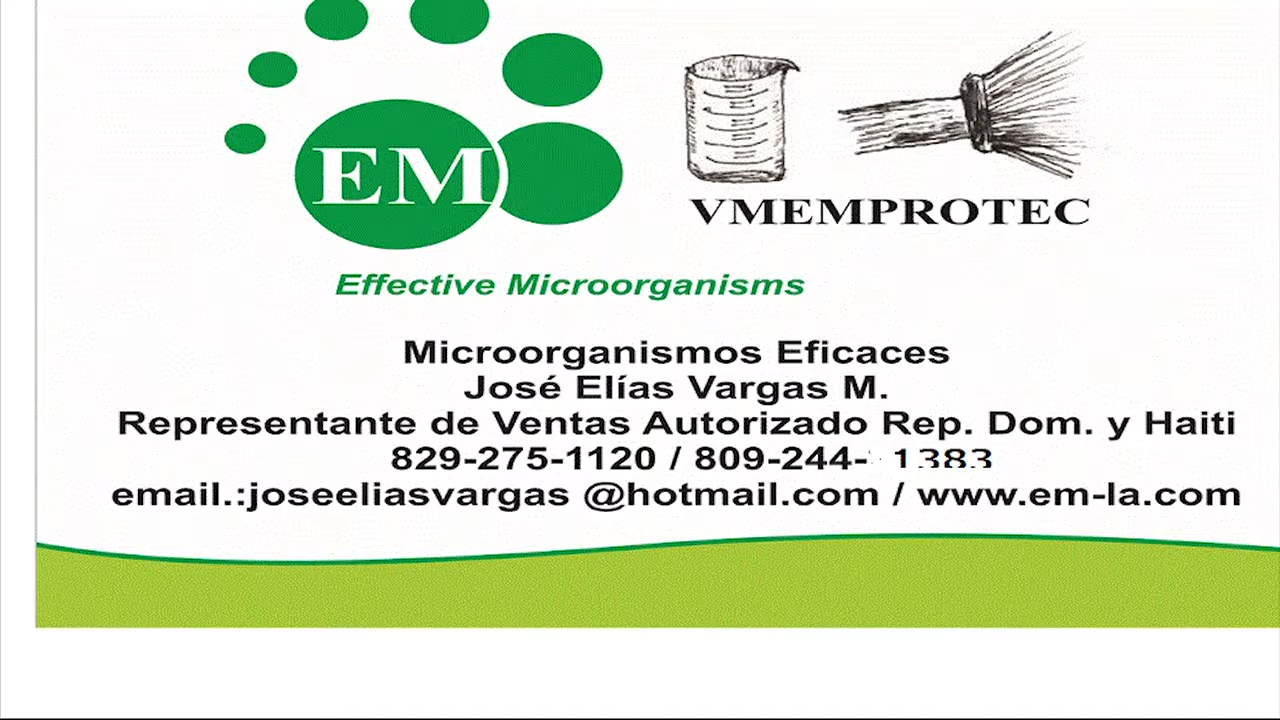 EM
VMEMPROTEC
Effective Microorganisms
Microorganismos Eficaces
José Elías Vargas M.
Representante de Ventas Autorizado Rep. Dom. y Haiti
829-275-1120 / 809-244-1383
email.:joseeliasvargas @hotmail.com / www.em-la.com